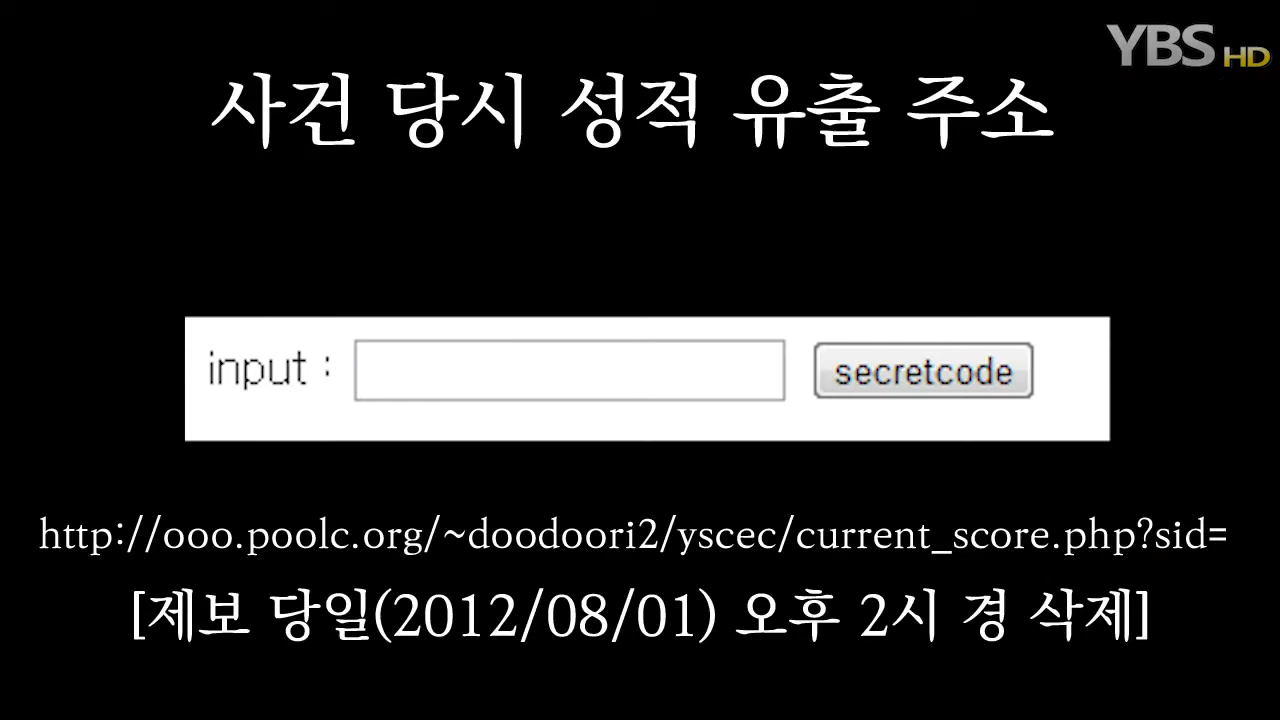 YBS HD
사건 당시 성적 유출 주소
input : secretcode
http://ooo.poolc.org/~doodoori2/yscec/current_score.php?sid=
[제보 당일(2012/08/01) 오후 2시 경 삭제]